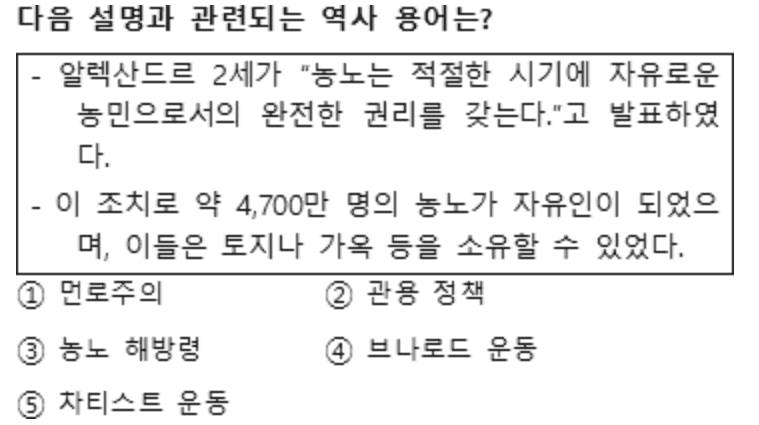 다음 설명과 관련되는 역사 용어는?
- 알렉산드르 2세가 “농노는 적절한 시기에 자유로운
농민으로서의 완전한 권리를 갖는다.”고 발표하였
다.
- 이 조치로 약 4,700만 명의 농노가 자유인이 되었으
며, 이들은 토지나 가옥 등을 소유할 수 있었다.
① 먼로주의 ② 관용 정책
③ 농노 해방령 ④ 브나로드 운동
⑤ 차티스트 운동